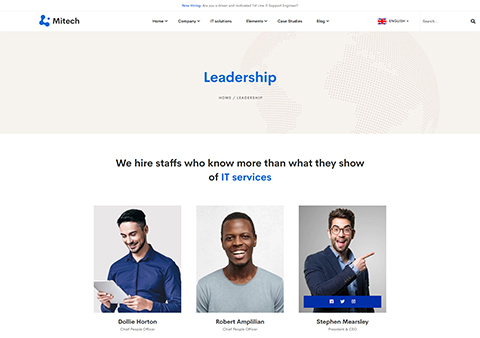 Now Hiring: Are you a driven and motivated 1st Line IT Support Engineer?
Mitech
Home Company IT solutions Elements Case Studies Blog ENGLISH Search...
Leadership
HOME / LEADERSHIP
We hire staffs who know more than what they show
of IT services
Dollie Horton Robert Amplilian Stephen Mearsley
Chief People Officer Chief People Officer President & CEO